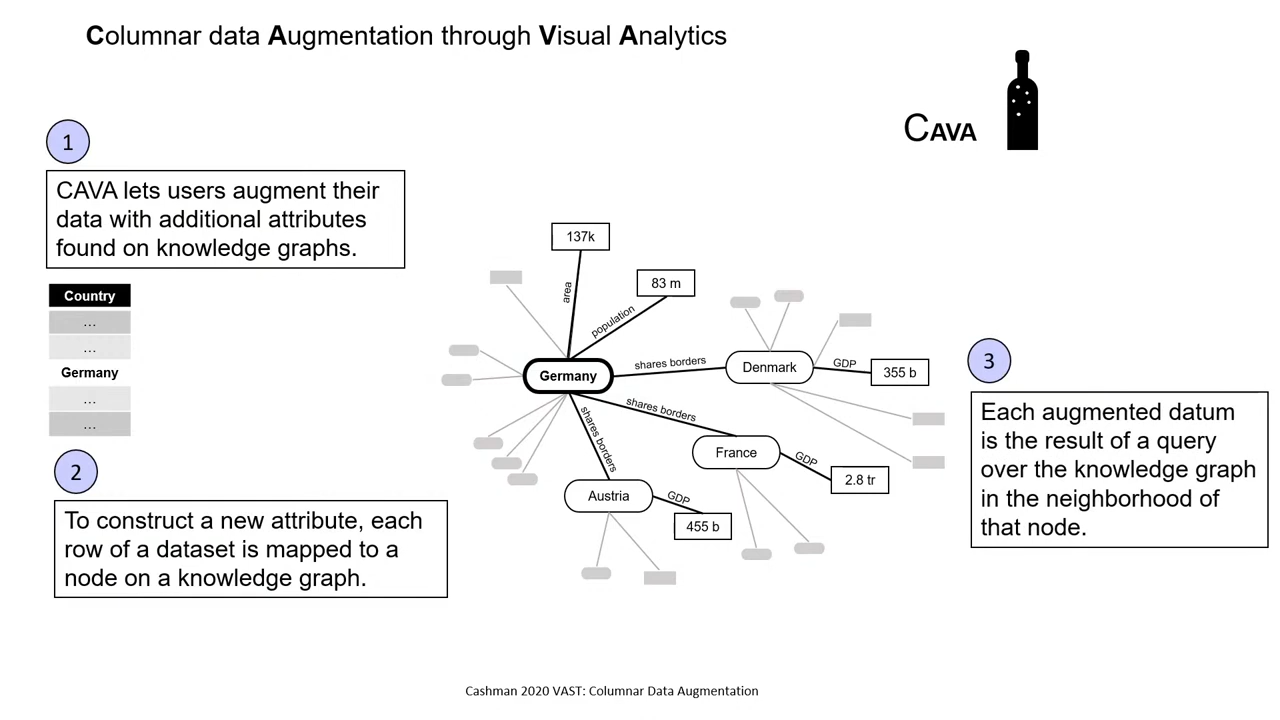 Columnar data Augmentation through Visual Analytics
CAVA
1
CAVA lets users augment their
data with additional attributes
found on knowledge graphs.
Country
...
...
Germany
...
...
2
To construct a new attribute, each
row of a dataset is mapped to a
node on a knowledge graph.
137k
area
83 m
population
Germany
shares borders
Denmark
GDP
355 b
shares borders
France
GDP
2.8 tr
shares borders
Austria
GDP
455 b
3
Each augmented datum
is the result of a query
over the knowledge graph
in the neighborhood of
that node.
Cashman 2020 VAST: Columnar Data Augmentation